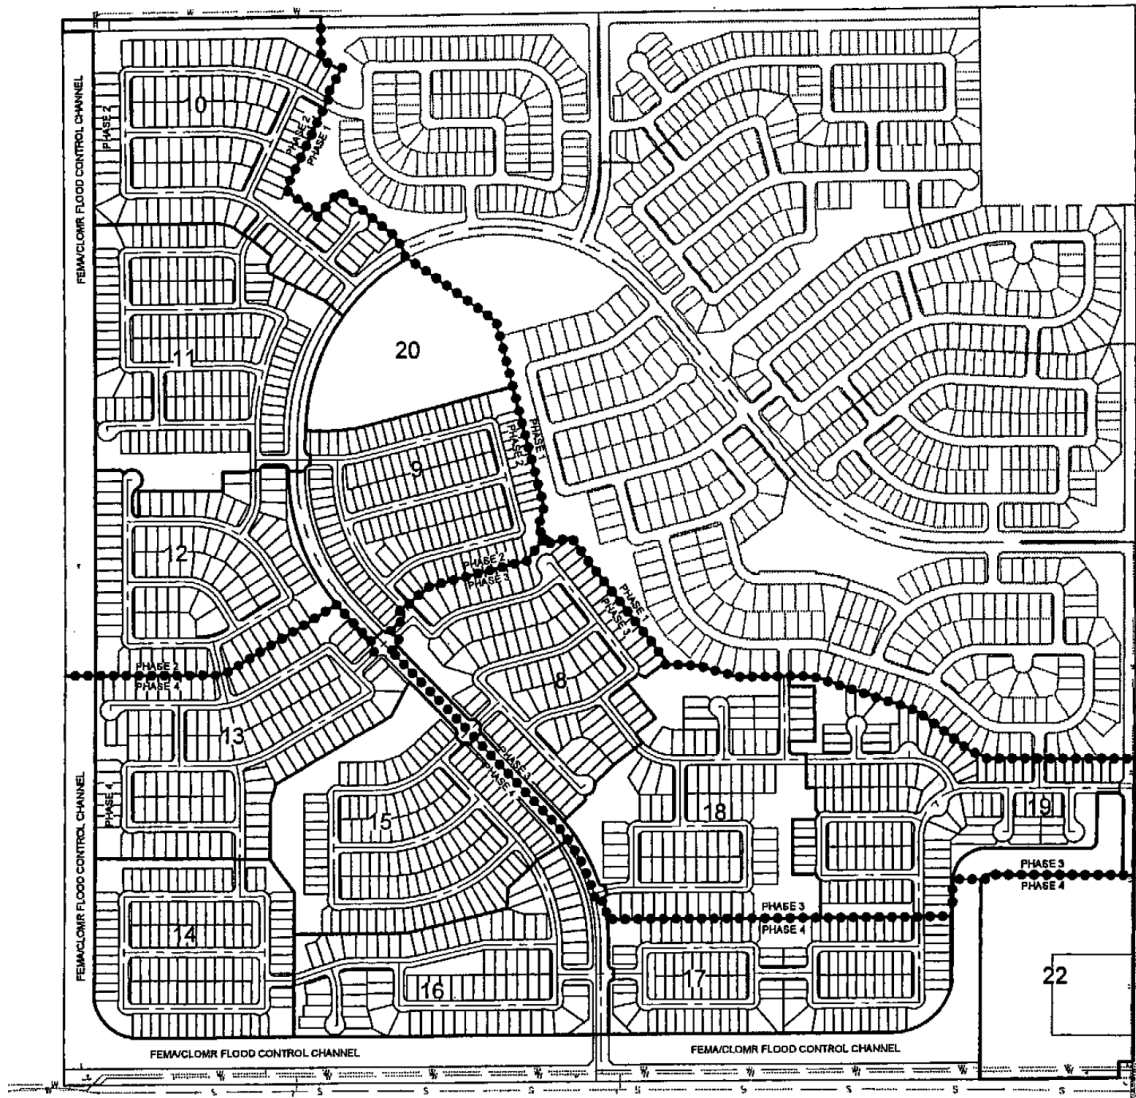 W
W
FEMA/CLOMR FLOOD CONTROL CHANNEL
PHASE 2
0
PHASE 2
PHASE 1
11
20
9
PHASE 1
PHASE 2
12
PHASE 2
PHASE 3
PHASE 1
PHASE 3
PHASE 2
PHASE 4
8
13
PHASE 3
PHASE 4
FEMA/CLOMR FLOOD CONTROL CHANNEL
PHASE 4
15
18
19
PHASE 3
PHASE 4
PHASE 3
PHASE 4
14
16
17
22
FEMA/CLOMR FLOOD CONTROL CHANNEL
FEMA/CLOMR FLOOD CONTROL CHANNEL
W
W
W
W
W
W
S
S
S
S
S
S
S